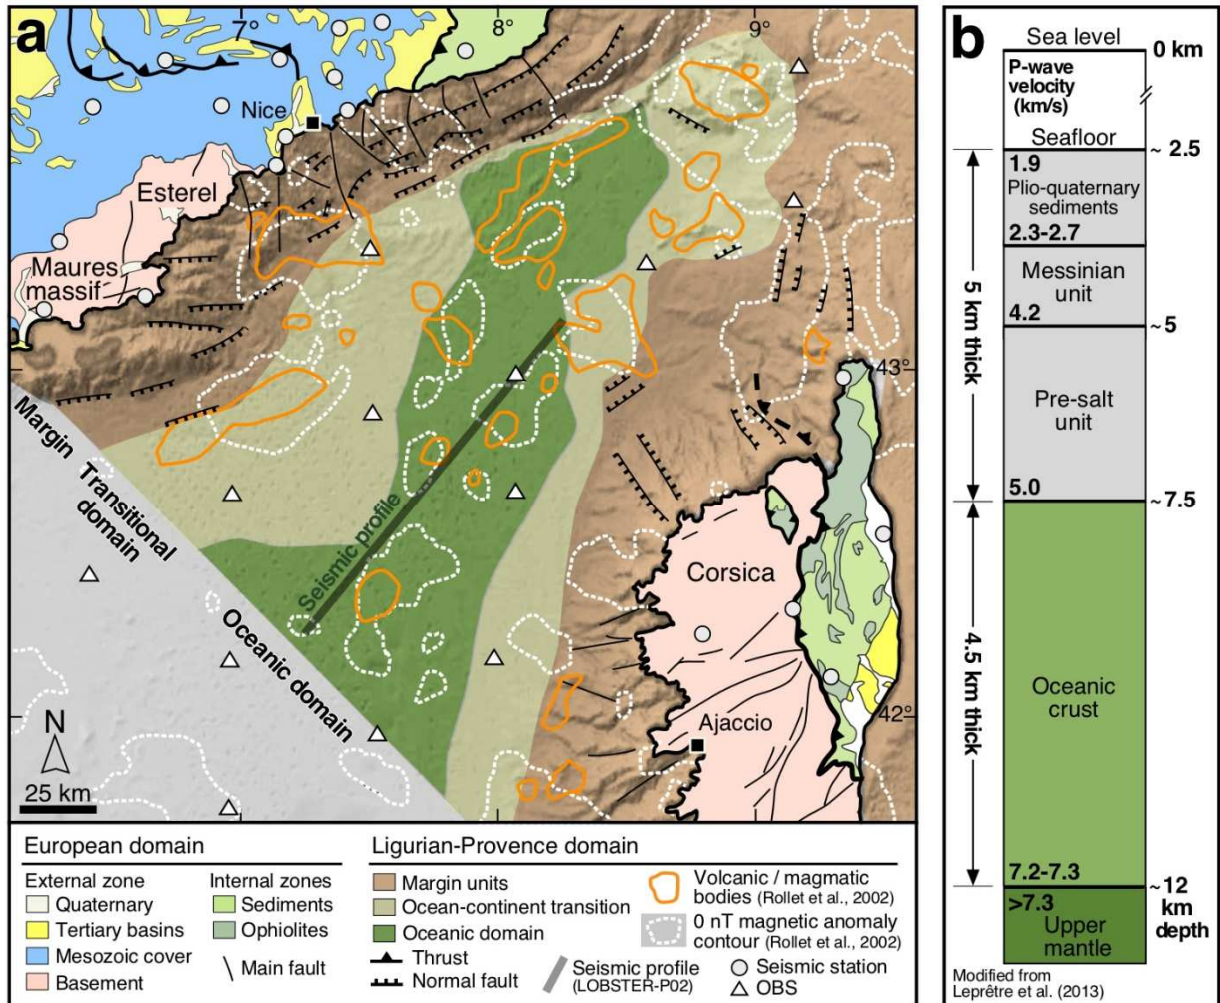 a
7°
8°
9°
Nice
Esterel
Maures
massif
43°
Margin
Transitional
domain
Seismic profile
Oceanic domain
Corsica
Ajaccio
42°
N
25 km
European domain
External zone
Quaternary
Tertiary basins
Mesozoic cover
Basement
Internal zones
Sediments
Ophiolites
Main fault
Ligurian-Provence domain
Margin units
Ocean-continent transition
Oceanic domain
Thrust
Normal fault
Volcanic / magmatic
bodies (Rollet et al., 2002)
0 nT magnetic anomaly
contour (Rollet et al., 2002)
Seismic profile
(LOBSTER-P02)
Seismic station
OBS
b
Sea level
0 km
P-wave
velocity
(km/s)
Seafloor
~ 2.5
1.9
Plio-quaternary
sediments
2.3-2.7
Messinian
unit
4.2
~5
5 km thick
Pre-salt
unit
5.0
~7.5
4.5 km thick
Oceanic
crust
7.2-7.3
~12
km
depth
>7.3
Upper
mantle
Modified from
Leprêtre et al. (2013)